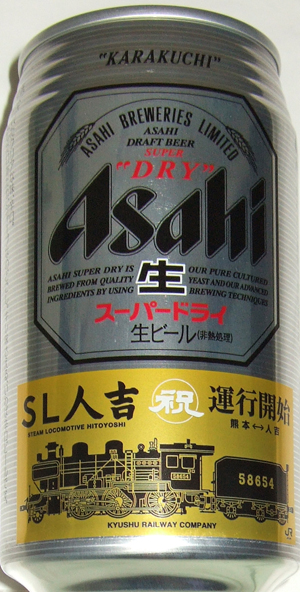 "KARAKUCHI"
ASAHI BREWERIES LIMITED
ASAHI
DRAFT BEER
SUPER
"DRY"
Asahi
ASAHI SUPER DRY IS
BREWED FROM QUALITY
INGREDIENTS BY USING
生
OUR PURE CULTURED
YEAST AND OUR ADVANCED
BREWING TECHNIQUES
スーパードライ
生ビール(非熱処理)
SL人吉
STEAM LOCOMOTIVE HITOYOSHI
祝
運行開始
熊本↔人吉
58654
58654
KYUSHU RAILWAY COMPANY
JR